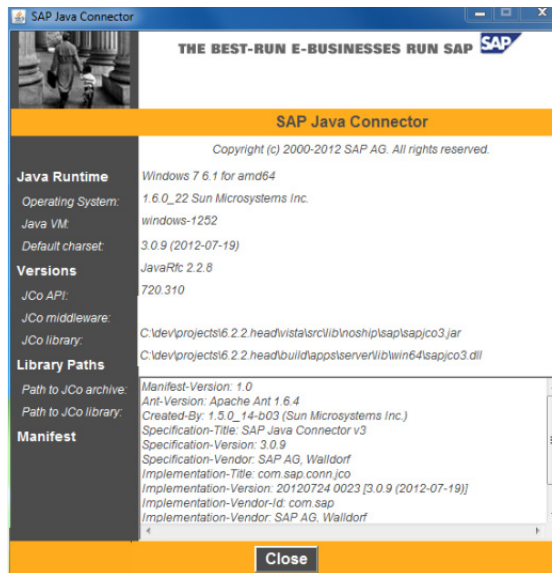 SAP Java Connector
THE BEST-RUN E-BUSINESSES RUN SAP
SAP Java Connector
Copyright (c) 2000-2012 SAP AG. All rights reserved.
Java Runtime
Windows 7 6.1 for amd64
Operating System:
1.6.0_22 Sun Microsystems Inc.
Java VM:
windows-1252
Default charset:
3.0.9 (2012-07-19)
Versions
JavaRfc 2.2.8
JCo API:
720.310
JCo middleware:
JCo library:
C:\dev\projects\6.2.2.head\vista\src\lib\noship\sap\sapjco3.jar
Library Paths
C:\dev\projects\6.2.2.head\build\apps\server\lib\win64\sapjco3.dll
Path to JCo archive:
Path to JCo library:
Manifest
Manifest-Version: 1.0
Ant-Version: Apache Ant 1.6.4
Created-By: 1.5.0_14-b03 (Sun Microsystems Inc.)
Specification-Title: SAP Java Connector v3
Specification-Version: 3.0.9
Specification-Vendor: SAP AG, Walldorf
Implementation-Title: com.sap.conn.jco
Implementation-Version: 20120724 0023 [3.0.9 (2012-07-19)]
Implementation-Vendor-Id: com.sap
Implementation-Vendor: SAP AG, Walldorf
Close